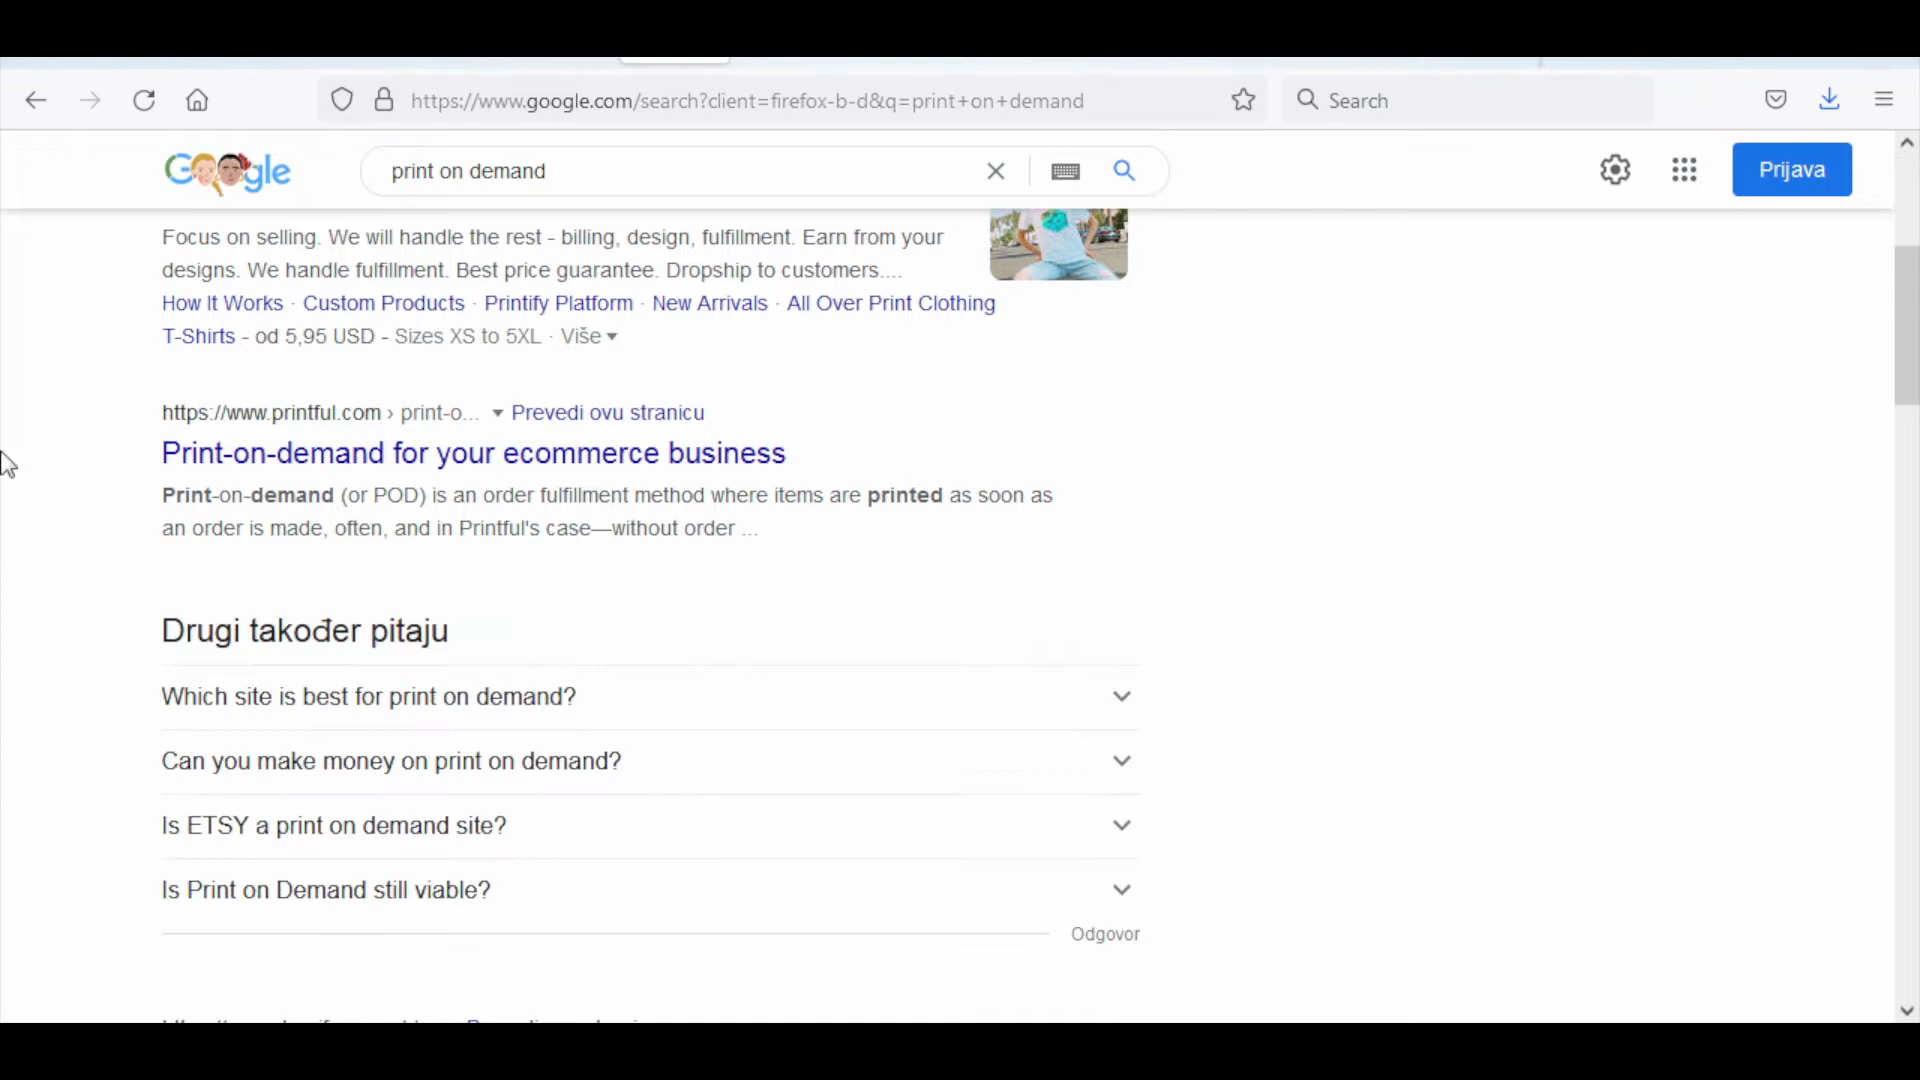 https://www.google.com/search?client=firefox-b-d&q=print+on+demand
Search
Google
print on demand
Prijava
Focus on selling. We will handle the rest - billing, design, fulfillment. Earn from your
designs. We handle fulfillment. Best price guarantee. Dropship to customers....
How It Works · Custom Products · Printify Platform · New Arrivals · All Over Print Clothing
T-Shirts - od 5,95 USD - Sizes XS to 5XL · Više
https://www.printful.com › print-o... Prevedi ovu stranicu
Print-on-demand for your ecommerce business
Print-on-demand (or POD) is an order fulfillment method where items are printed as soon as
an order is made, often, and in Printful's case—without order ...
Drugi također pitaju
Which site is best for print on demand?
Can you make money on print on demand?
Is ETSY a print on demand site?
Is Print on Demand still viable?
Odgovor